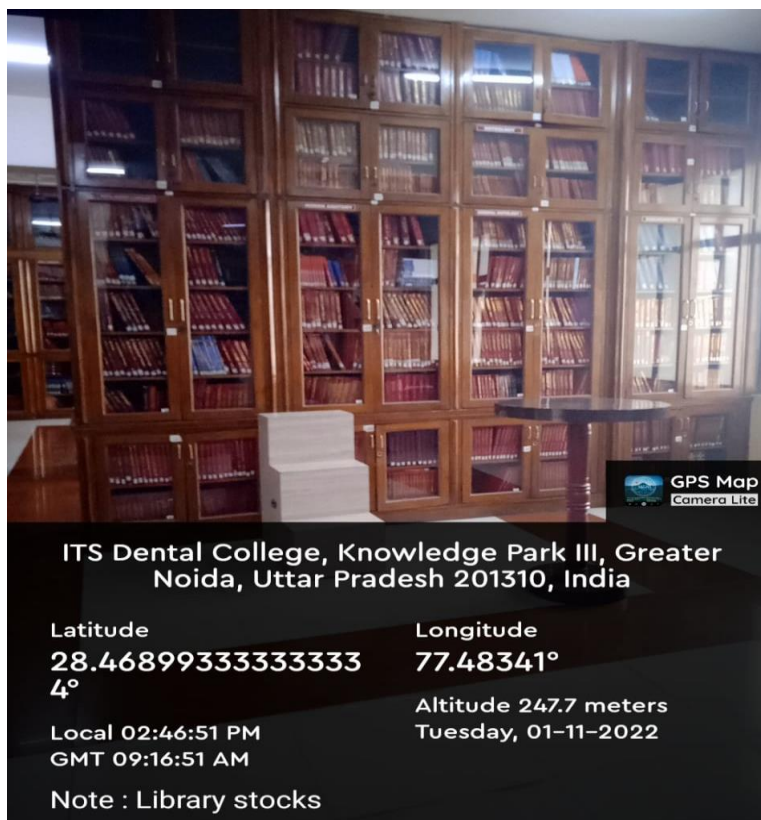 GPS Map
Camera Lite
ITS Dental College, Knowledge Park III, Greater
Noida, Uttar Pradesh 201310, India
Latitude
28.46899333333333
4°
Longitude
77.48341°
Altitude 247.7 meters
Local 02:46:51 PM
Tuesday, 01-11-2022
GMT 09:16:51 AM
Note : Library stocks